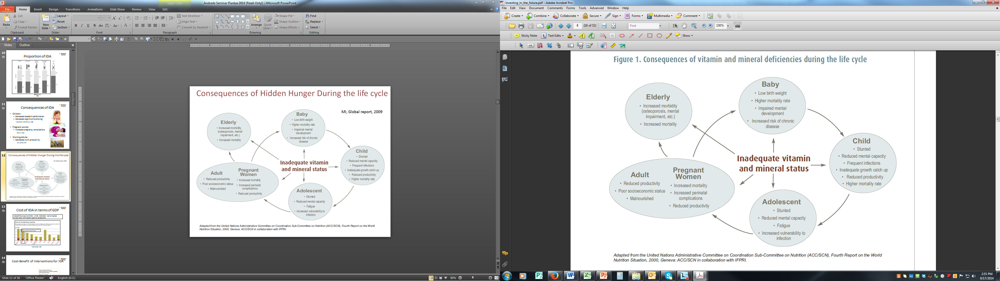 Andrade Seminar Purdue 2014 [Read-Only] - Microsoft PowerPoint
File Home Insert Design Transitions Animations Slide Show Review View SAS
Cut
Copy
Format Painter
Paste
Clipboard
New
Slide
Layout
Reset
Section
Slides
Font
Text Direction
Align Text
Convert to SmartArt
Paragraph
Arrange
Quick
Styles
Shape Fill
Shape Outline
Shape Effects
Drawing
Find
Replace
Select
Editing
Slides Outline
10
Proportion of IDA
11
Consequences of IDA
• Children
– Decreased academic performance
– Decreased cognitive functioning
• Pregnant women
– Increased pregnancy complications
• Working Adults
– Decreased work productivity
12
Consequences of Hidden Hunger During the life cycle
13
Cost of IDA in terms of GDP
14
Cost-Benefit of Interventions for IDA
Consequences of Hidden Hunger During the life cycle
MI, Global report, 2009
Elderly
• Increased morbidity
(osteoporosis, mental
impairment, etc.)
• Increased mortality
Baby
• Low birth weight
• Higher mortality rate
• Impaired mental
development
• Increased risk of chronic
disease
Child
• Stunted
• Reduced mental capacity
• Frequent infections
• Inadequate growth catch up
• Reduced productivity
• Higher mortality rate
Inadequate vitamin
and mineral status
Adult
• Reduced productivity
• Poor socioeconomic status
• Malnourished
Pregnant
Women
• Increased mortality
• Increased perinatal
complications
• Reduced productivity
Adolescent
• Stunted
• Reduced mental capacity
• Fatigue
• Increased vulnerability to
infection
Adapted from the United Nations Administrative Committee on Coordination Sub-Committee on Nutrition (ACC/SCN), Fourth Report on the World
Nutrition Situation, 2000, Geneva: ACC/SCN in collaboration with IFPRI.
Slide 12 of 50 "Office Theme" English (U.S.) 80%
investing_in_the_future.pdf - Adobe Acrobat Pro
File Edit View Document Comments Forms Tools Advanced Window Help
Create Combine Collaborate Secure Sign Forms Multimedia Comment
8 (16 of 52) Find 150%
Sticky Note Text Edits Show
Figure 1. Consequences of vitamin and mineral deficiencies during the life cycle
Elderly
• Increased morbidity
(osteoporosis, mental
impairment, etc.)
• Increased mortality
Baby
• Low birth weight
• Higher mortality rate
• Impaired mental
development
• Increased risk of chronic
disease
Child
• Stunted
• Reduced mental capacity
• Frequent infections
• Inadequate growth catch up
• Reduced productivity
• Higher mortality rate
Inadequate vitamin
and mineral status
Adult
• Reduced productivity
• Poor socioeconomic status
• Malnourished
Pregnant
Women
• Increased mortality
• Increased perinatal
complications
• Reduced productivity
Adolescent
• Stunted
• Reduced mental capacity
• Fatigue
• Increased vulnerability to
infection
Adapted from the United Nations Administrative Committee on Coordination Sub-Committee on Nutrition (ACC/SCN), Fourth Report on the World
Nutrition Situation, 2000, Geneva: ACC/SCN in collaboration with IFPRI.
2:55 PM
9/17/2014